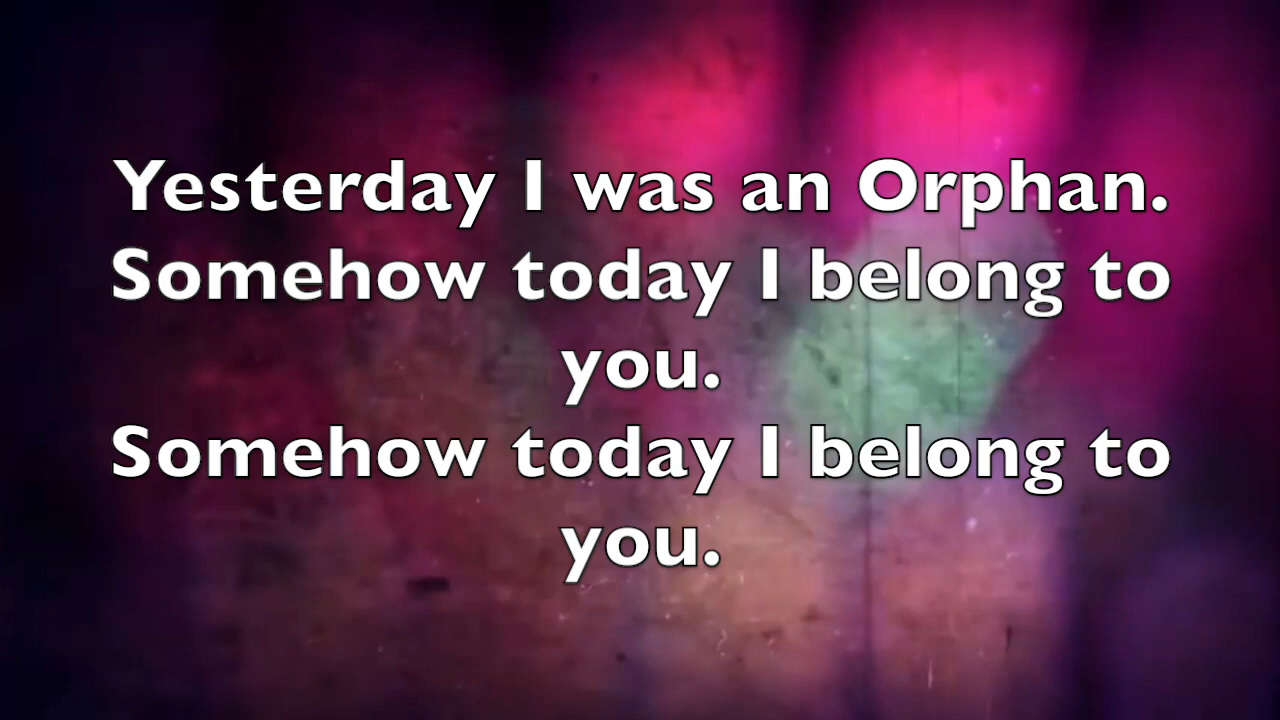 Yesterday I was an Orphan.
Somehow today I belong to
you.
Somehow today I belong to
you.